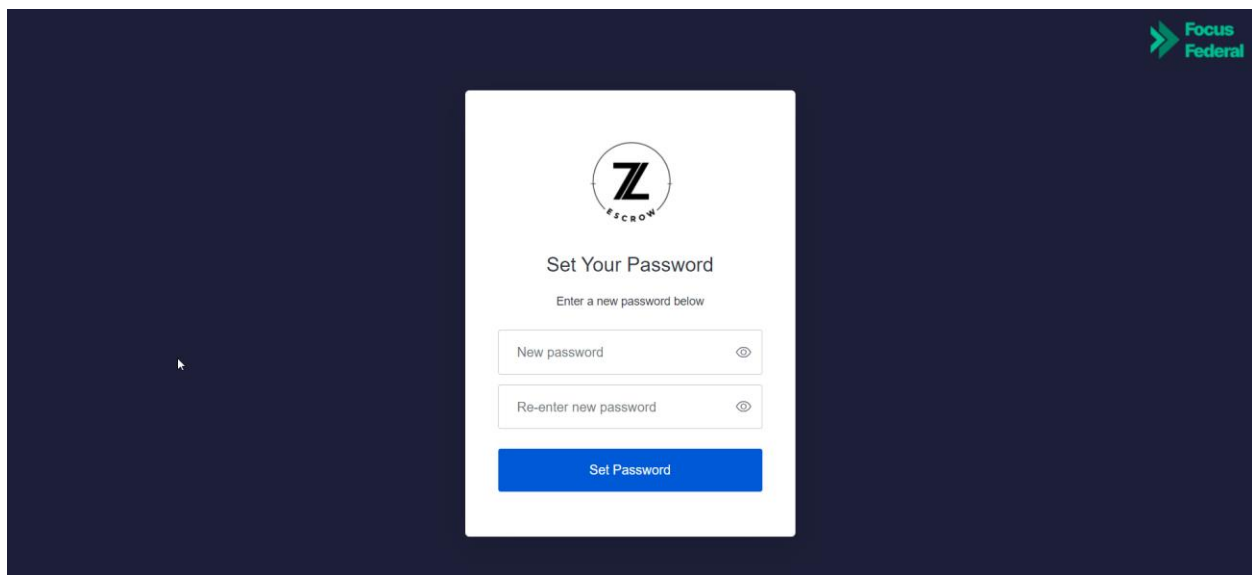 Focus
Federal
Z
ESCROW
Set Your Password
Enter a new password below
New password
Re-enter new password
Set Password